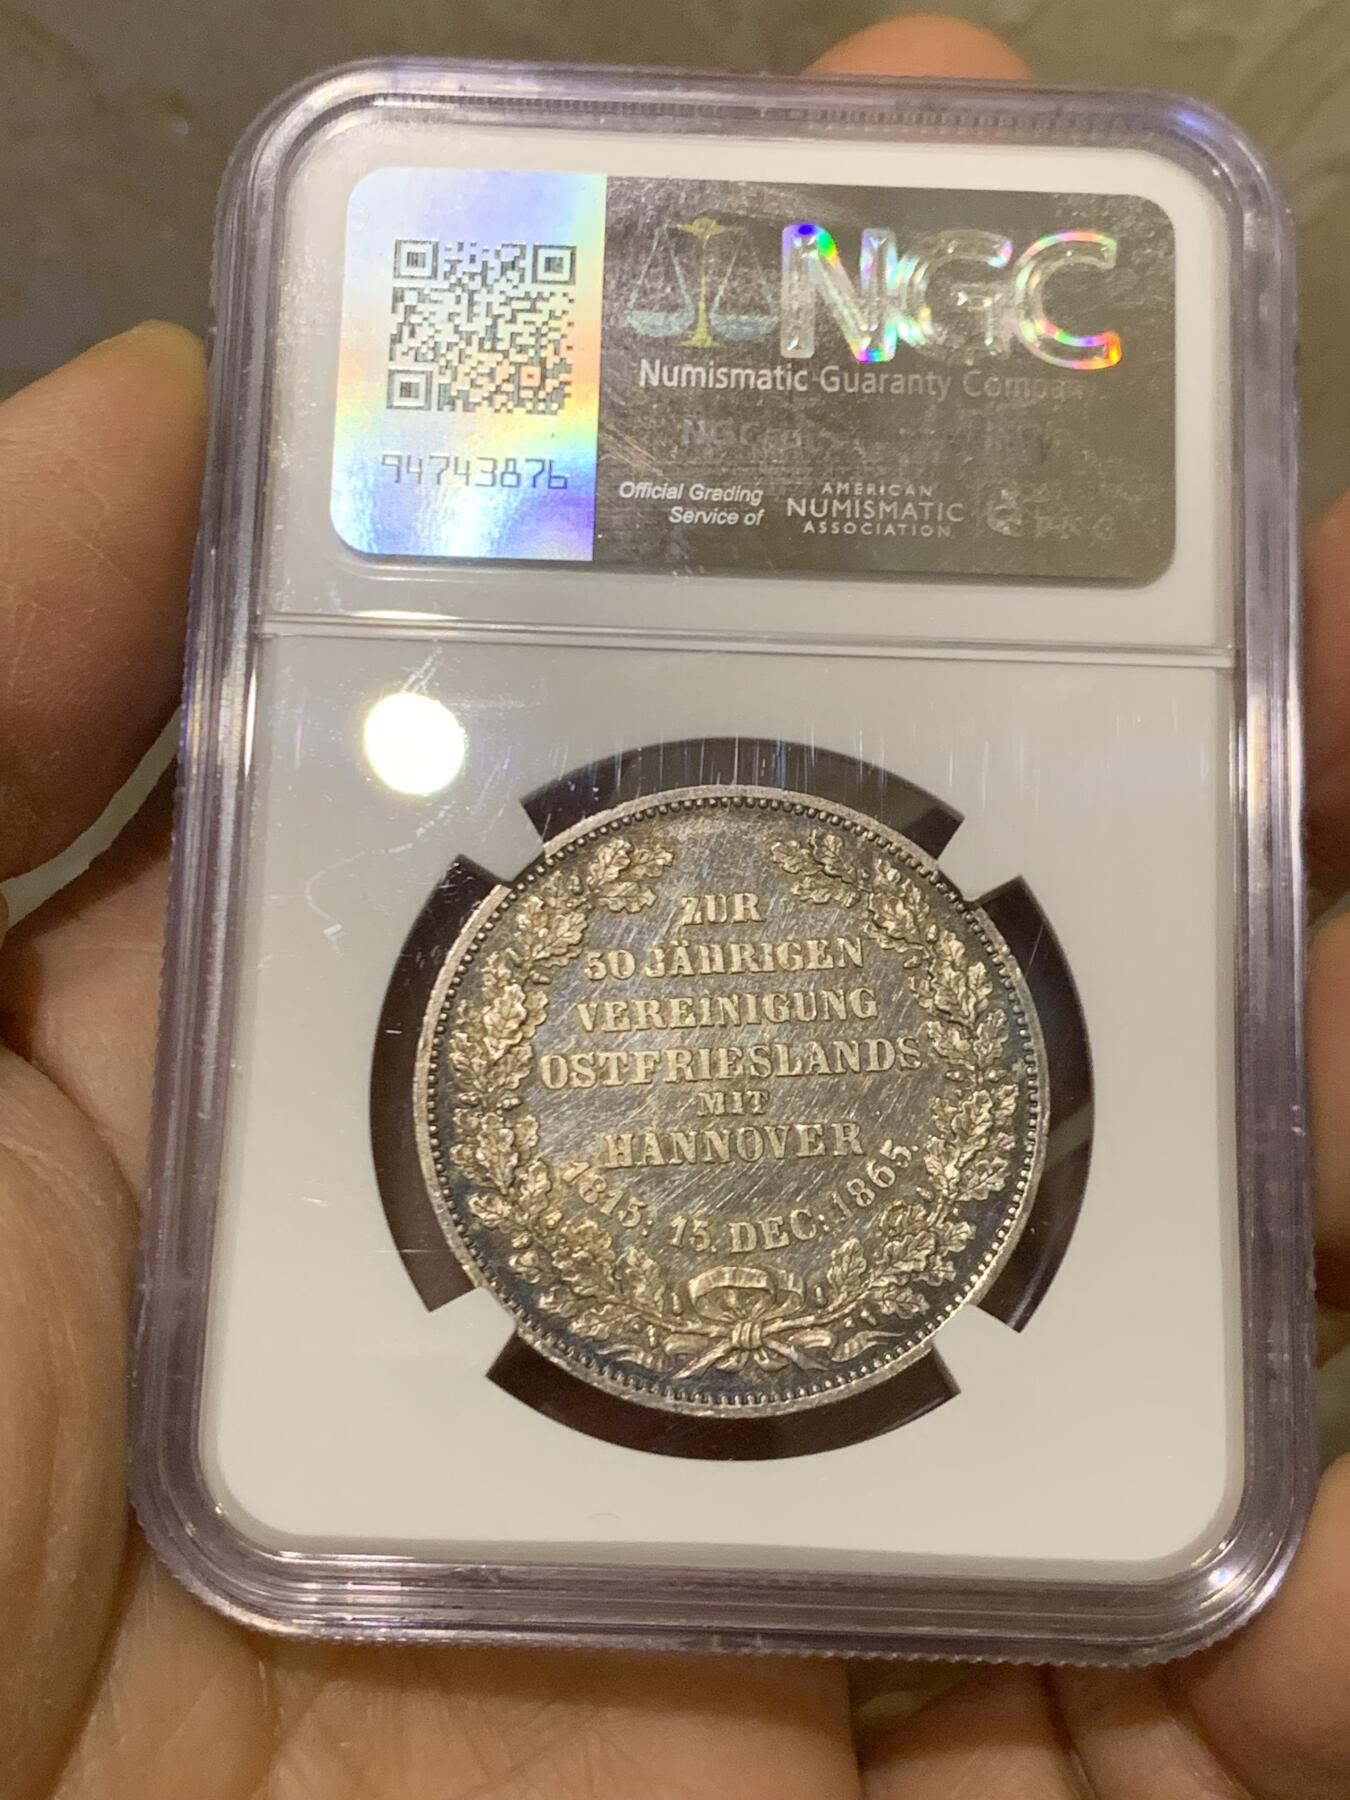 94743876
NGC
Numismatic Guaranty Company
Official Grading
Service of
AMERICAN
NUMISMATIC
ASSOCIATION
ZUR
50 JÄHRIGEN
VEREINIGUNG
OSTFRIESLANDS
MIT
HANNOVER
1815: 15. DEC: 1865.